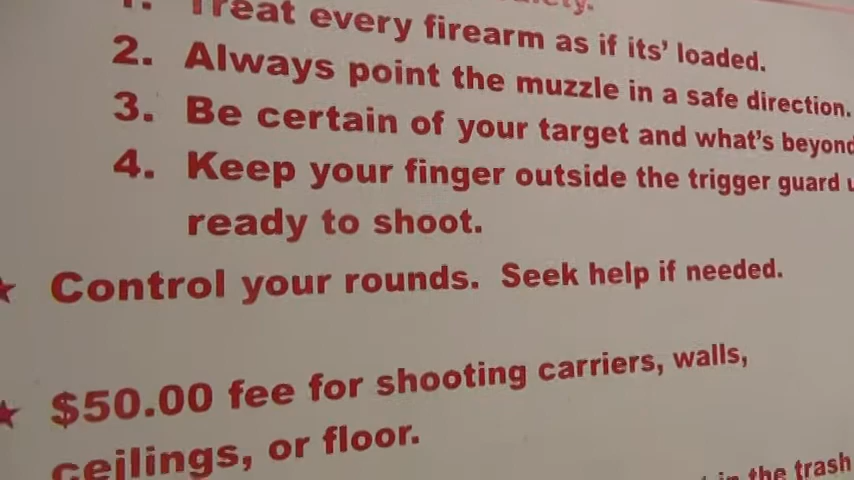 1. Treat every firearm as if its’ loaded.
2. Always point the muzzle in a safe direction.
3. Be certain of your target and what’s beyond
4. Keep your finger outside the trigger guard
ready to shoot.
Control your rounds. Seek help if needed.
$50.00 fee for shooting carriers, walls,
ceilings, or floor.
in the trash